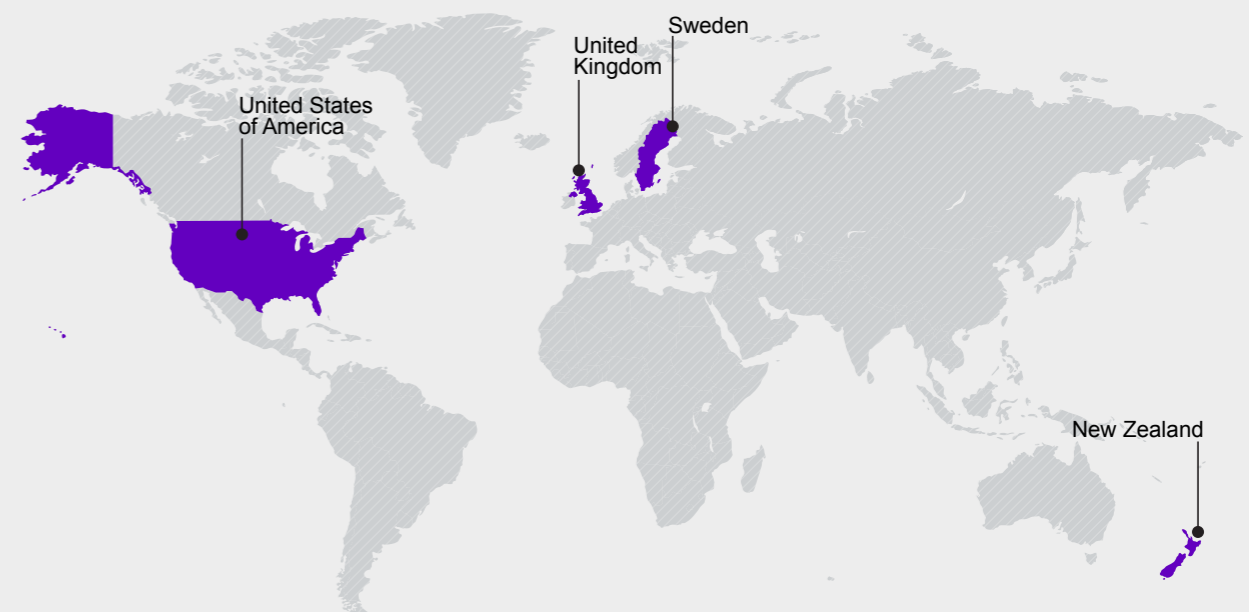 Sweden
United
Kingdom
United States
of America
New Zealand